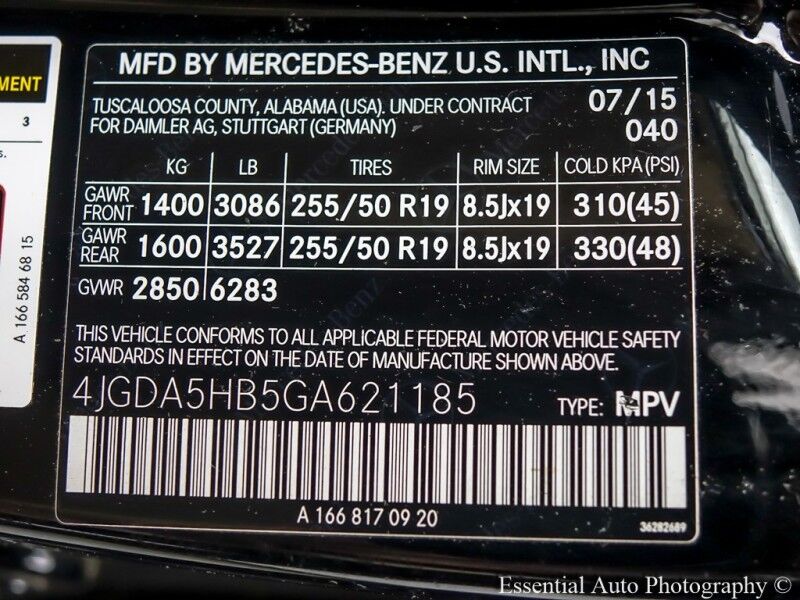 MENT
3
s.
A 166 584 68 15
MFD BY MERCEDES-BENZ U.S. INTL., INC
TUSCALOOSA COUNTY, ALABAMA (USA), UNDER CONTRACT 07/15
FOR DAIMLER AG, STUTTGART (GERMANY) 040
KG LB TIRES RIM SIZE COLD KPA (PSI)
GAWR FRONT 1400 3086 255/50 R19 8.5Jx19 310(45)
GAWR REAR 1600 3527 255/50 R19 8.5Jx19 330(48)
GVWR 2850 6283
THIS VEHICLE CONFORMS TO ALL APPLICABLE FEDERAL MOTOR VEHICLE SAFETY
STANDARDS IN EFFECT ON THE DATE OF MANUFACTURE SHOWN ABOVE.
4JGDA5HB5GA621185 TYPE: MPV
A 166 817 09 20
36282689
Essential Auto Photography ©